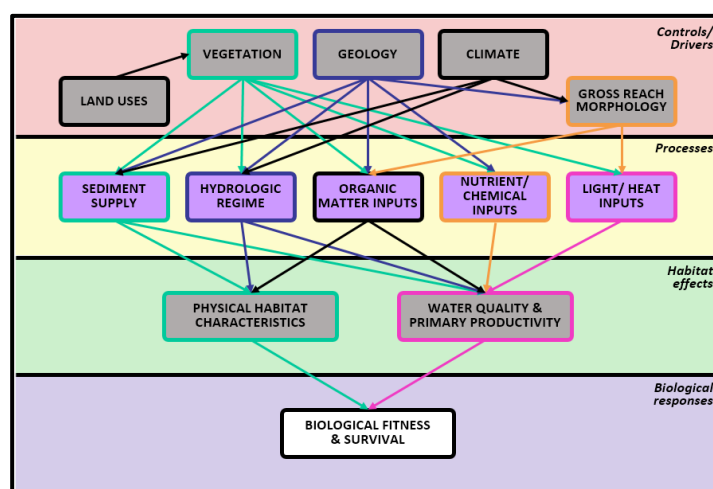 Controls/
Drivers
VEGETATION
GEOLOGY
CLIMATE
LAND USES
GROSS REACH
MORPHOLOGY
Processes
SEDIMENT
SUPPLY
HYDROLOGIC
REGIME
ORGANIC
MATTER INPUTS
NUTRIENT/
CHEMICAL
INPUTS
LIGHT/ HEAT
INPUTS
Habitat
effects
PHYSICAL HABITAT
CHARACTERISTICS
WATER QUALITY &
PRIMARY PRODUCTIVITY
Biological
responses
BIOLOGICAL FITNESS
& SURVIVAL